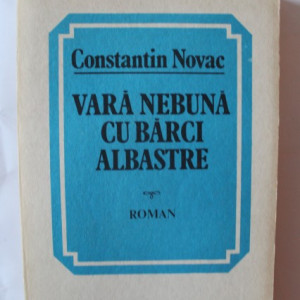 Constantin Novac
VARĂ NEBUNĂ
CU BĂRCI
ALBASTRE
ROMAN